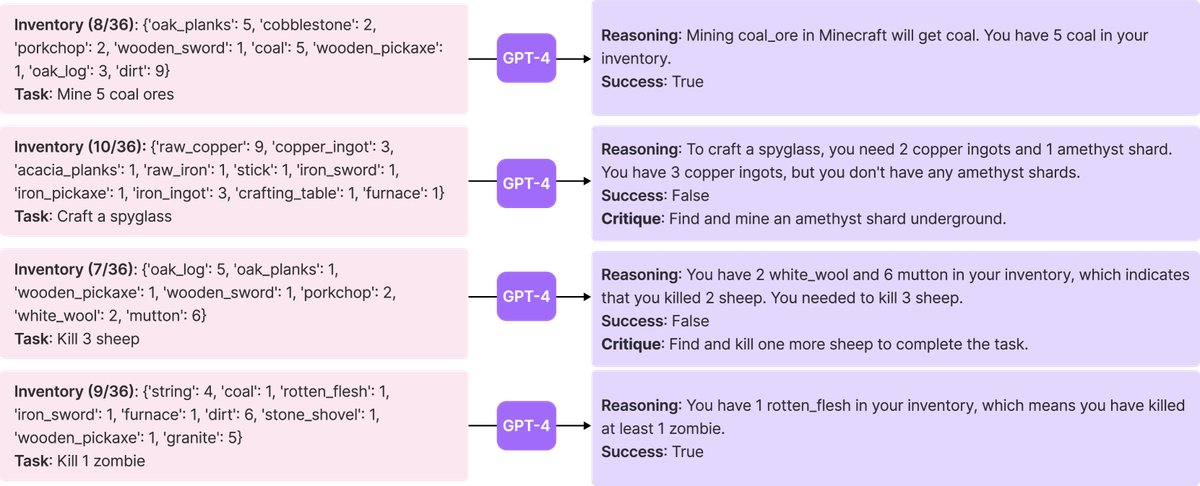 Inventory (8/36): {'oak_planks': 5, 'cobblestone': 2,
'porkchop': 2, 'wooden_sword': 1, 'coal': 5, 'wooden_pickaxe':
1, 'oak_log': 3, 'dirt': 9}
Task: Mine 5 coal ores
GPT-4
Reasoning: Mining coal_ore in Minecraft will get coal. You have 5 coal in your
inventory.
Success: True
Inventory (10/36): {'raw_copper': 9, 'copper_ingot': 3,
'acacia_planks': 1, 'raw_iron': 1, 'stick': 1, 'iron_sword': 1,
'iron_pickaxe': 1, 'iron_ingot': 3, 'crafting_table': 1, 'furnace': 1}
Task: Craft a spyglass
GPT-4
Reasoning: To craft a spyglass, you need 2 copper ingots and 1 amethyst shard.
You have 3 copper ingots, but you don't have any amethyst shards.
Success: False
Critique: Find and mine an amethyst shard underground.
Inventory (7/36): {'oak_log': 5, 'oak_planks': 1,
'wooden_pickaxe': 1, 'wooden_sword': 1, 'porkchop': 2,
'white_wool': 2, 'mutton': 6}
Task: Kill 3 sheep
GPT-4
Reasoning: You have 2 white_wool and 6 mutton in your inventory, which indicates
that you killed 2 sheep. You needed to kill 3 sheep.
Success: False
Critique: Find and kill one more sheep to complete the task.
Inventory (9/36): {'string': 4, 'coal': 1, 'rotten_flesh': 1,
'iron_sword': 1, 'furnace': 1, 'dirt': 6, 'stone_shovel': 1,
'wooden_pickaxe': 1, 'granite': 5}
Task: Kill 1 zombie
GPT-4
Reasoning: You have 1 rotten_flesh in your inventory, which means you have killed
at least 1 zombie.
Success: True